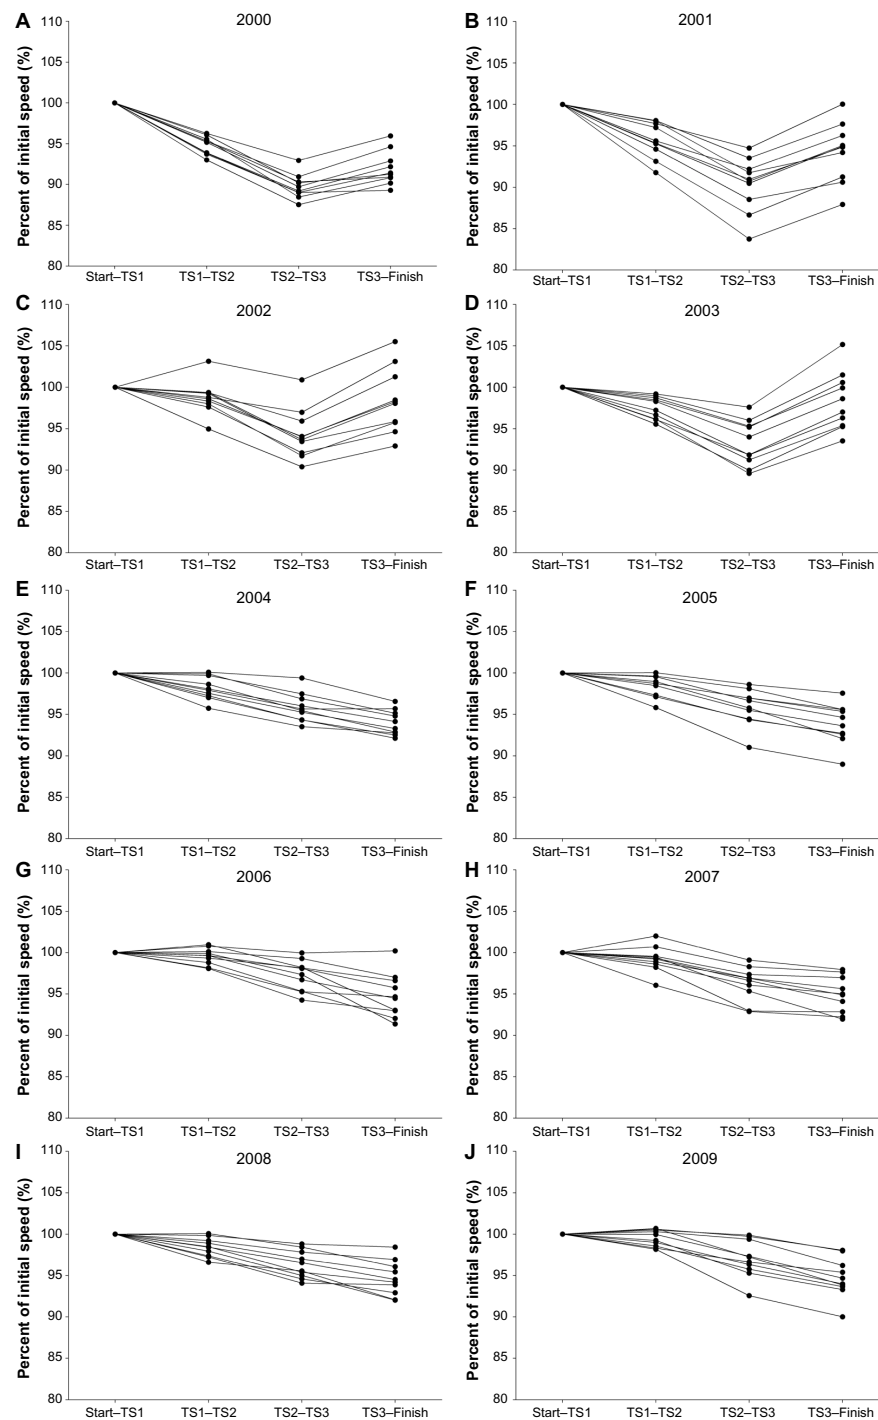 A 2000
Percent of initial speed (%)
110
105
100
95
90
85
80
Start–TS1 TS1–TS2 TS2–TS3 TS3–Finish
B 2001
Percent of initial speed (%)
110
105
100
95
90
85
80
Start–TS1 TS1–TS2 TS2–TS3 TS3–Finish
C 2002
Percent of initial speed (%)
110
105
100
95
90
85
80
Start–TS1 TS1–TS2 TS2–TS3 TS3–Finish
D 2003
Percent of initial speed (%)
110
105
100
95
90
85
80
Start–TS1 TS1–TS2 TS2–TS3 TS3–Finish
E 2004
Percent of initial speed (%)
110
105
100
95
90
85
80
Start–TS1 TS1–TS2 TS2–TS3 TS3–Finish
F 2005
Percent of initial speed (%)
110
105
100
95
90
85
80
Start–TS1 TS1–TS2 TS2–TS3 TS3–Finish
G 2006
Percent of initial speed (%)
110
105
100
95
90
85
80
Start–TS1 TS1–TS2 TS2–TS3 TS3–Finish
H 2007
Percent of initial speed (%)
110
105
100
95
90
85
80
Start–TS1 TS1–TS2 TS2–TS3 TS3–Finish
I 2008
Percent of initial speed (%)
110
105
100
95
90
85
80
Start–TS1 TS1–TS2 TS2–TS3 TS3–Finish
J 2009
Percent of initial speed (%)
110
105
100
95
90
85
80
Start–TS1 TS1–TS2 TS2–TS3 TS3–Finish